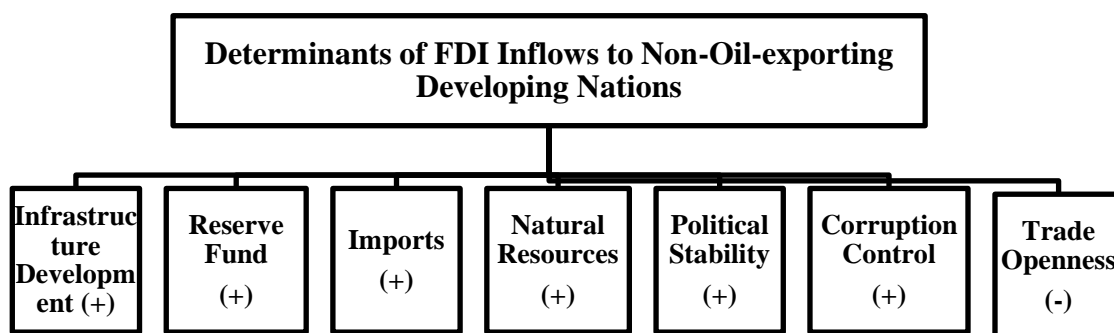 Determinants of FDI Inflows to Non-Oil-exporting
Developing Nations
Infrastruc
ture
Developm
ent (+)
Reserve
Fund
(+)
Imports
(+)
Natural
Resources
(+)
Political
Stability
(+)
Corruption
Control
(+)
Trade
Openness
(-)